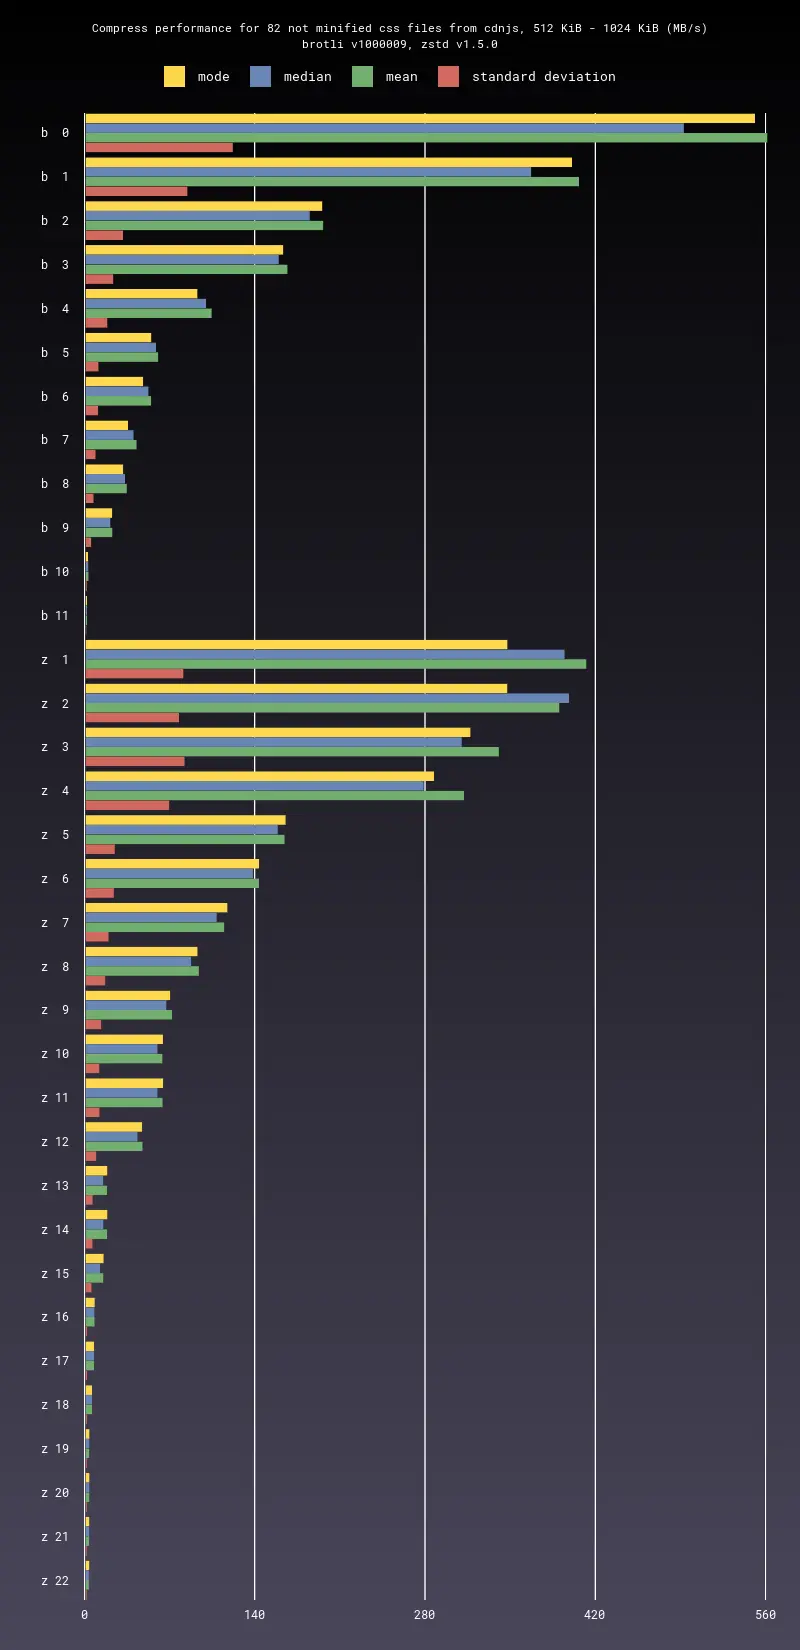 Compress performance for 82 not minified css files from cdnjs, 512 KiB - 1024 KiB (MB/s)
brotli v1000009, zstd v1.5.0
mode median mean standard deviation
b 0
b 1
b 2
b 3
b 4
b 5
b 6
b 7
b 8
b 9
b 10
b 11
z 1
z 2
z 3
z 4
z 5
z 6
z 7
z 8
z 9
z 10
z 11
z 12
z 13
z 14
z 15
z 16
z 17
z 18
z 19
z 20
z 21
z 22
0 140 280 420 560